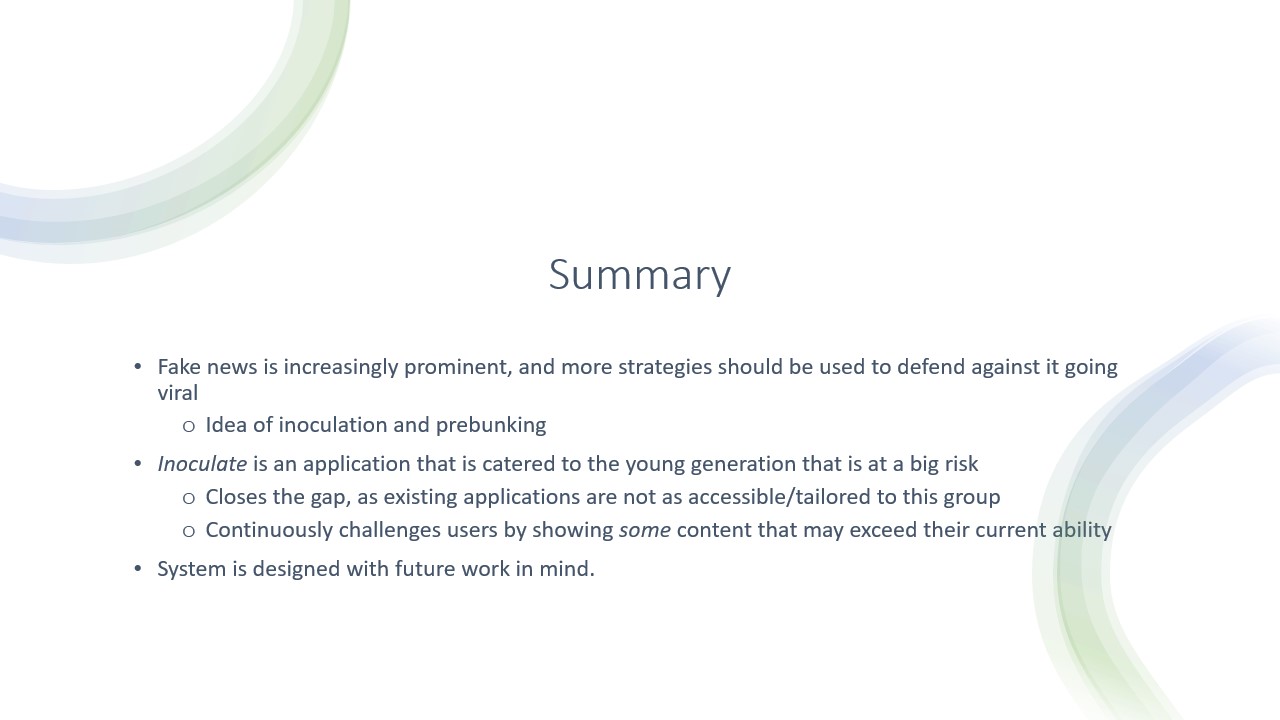 Summary
• Fake news is increasingly prominent, and more strategies should be used to defend against it going
viral
o Idea of inoculation and prebunking
• Inoculate is an application that is catered to the young generation that is at a big risk
o Closes the gap, as existing applications are not as accessible/tailored to this group
o Continuously challenges users by showing some content that may exceed their current ability
• System is designed with future work in mind.